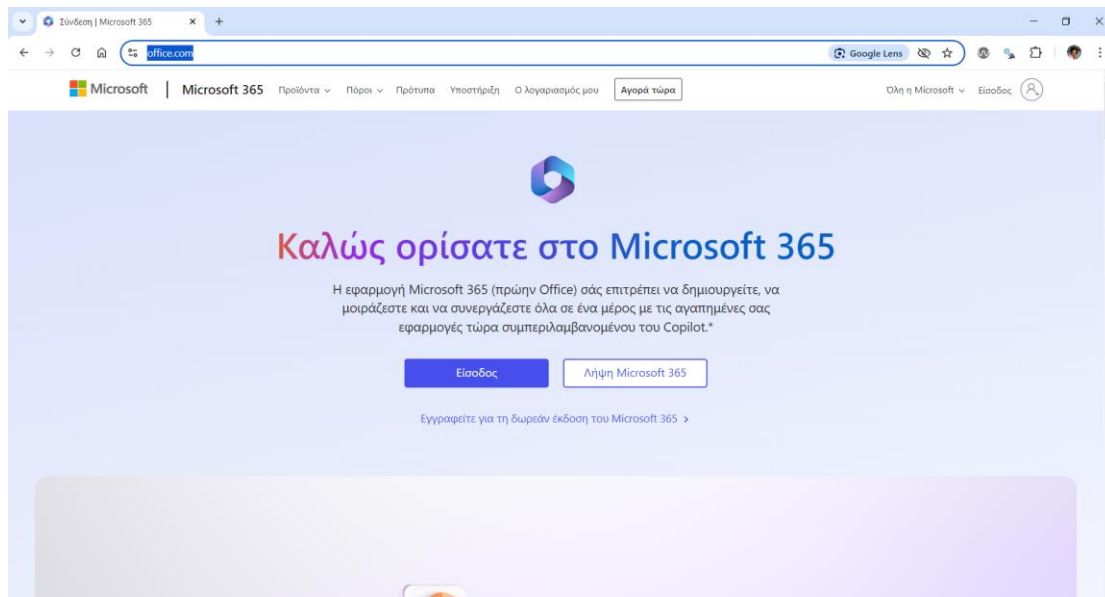 Σύνδεση | Microsoft 365
office.com
Google Lens
Microsoft | Microsoft 365 Προϊόντα Πόροι Πρότυπα Υποστήριξη Ο λογαριασμός μου Αγορά τώρα Όλη η Microsoft Είσοδος
Καλώς ορίσατε στο Microsoft 365
Η εφαρμογή Microsoft 365 (πρώην Office) σάς επιτρέπει να δημιουργείτε, να
μοιράζεστε και να συνεργάζεστε όλα σε ένα μέρος με τις αγαπημένες σας
εφαρμογές τώρα συμπεριλαμβανομένου του Copilot.*
Είσοδος Λήψη Microsoft 365
Εγγραφείτε για τη δωρεάν έκδοση του Microsoft 365 >